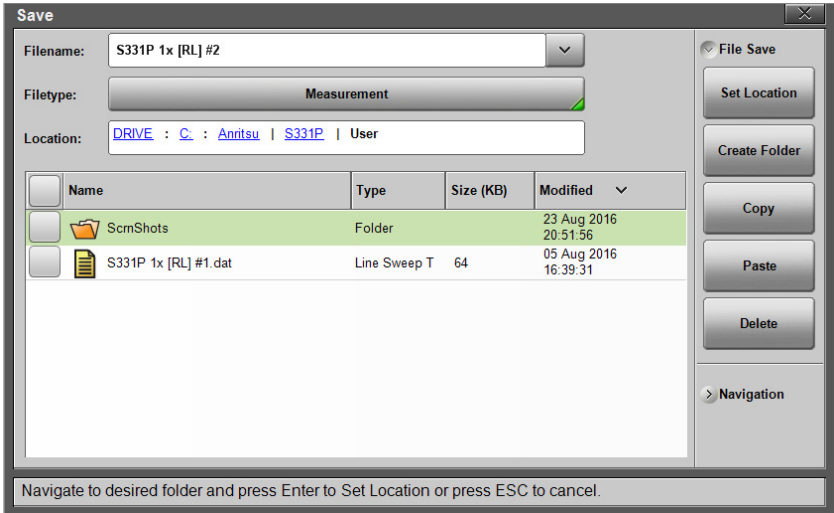 Save
Filename: S331P 1x [RL] #2
Filetype: Measurement
Location: DRIVE : C: : Anritsu | S331P | User
Name Type Size (KB) Modified
ScrnShots Folder 23 Aug 2016 20:51:56
S331P 1x [RL] #1.dat Line Sweep T 64 05 Aug 2016 16:39:31
File Save
Set Location
Create Folder
Copy
Paste
Delete
Navigation
Navigate to desired folder and press Enter to Set Location or press ESC to cancel.